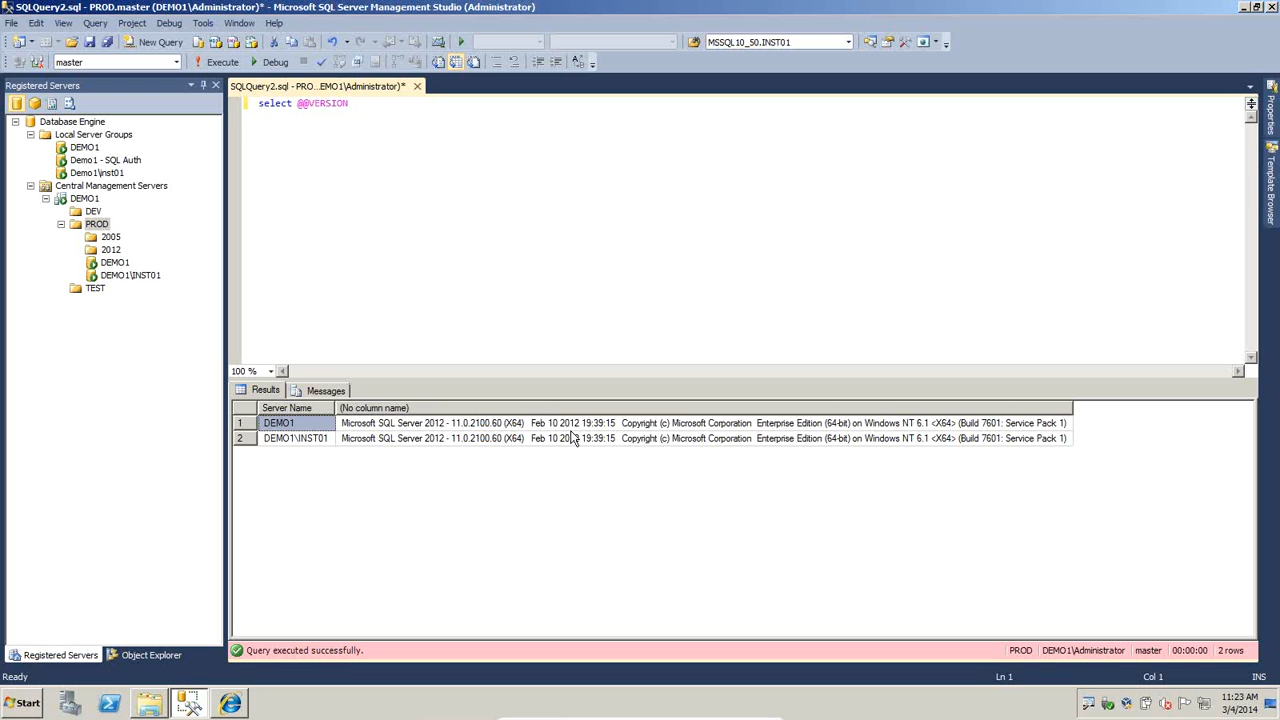 SQLQuery2.sql - PROD.master (DEMO1\Administrator)* - Microsoft SQL Server Management Studio (Administrator)
File Edit View Query Project Debug Tools Window Help
New Query MSSQL10_50.INST01
master Execute Debug
Registered Servers
SQLQuery2.sql - PRO...EMO1\Administrator)*
select @@VERSION
Database Engine
Local Server Groups
DEMO1
Demo1 - SQL Auth
Demo1\inst01
Central Management Servers
DEMO1
DEV
PROD
2005
2012
DEMO1
DEMO1\INST01
TEST
Properties
Template Browser
100 %
Results Messages
Server Name (No column name)
1 DEMO1 Microsoft SQL Server 2012 - 11.0.2100.60 (X64) Feb 10 2012 19:39:15 Copyright (c) Microsoft Corporation Enterprise Edition (64-bit) on Windows NT 6.1 <X64> (Build 7601: Service Pack 1)
2 DEMO1\INST01 Microsoft SQL Server 2012 - 11.0.2100.60 (X64) Feb 10 2012 19:39:15 Copyright (c) Microsoft Corporation Enterprise Edition (64-bit) on Windows NT 6.1 <X64> (Build 7601: Service Pack 1)
Query executed successfully. PROD DEMO1\Administrator master 00:00:00 2 rows
Registered Servers Object Explorer
Ready Ln 1 Col 1 INS
Start 11:23 AM
3/4/2014